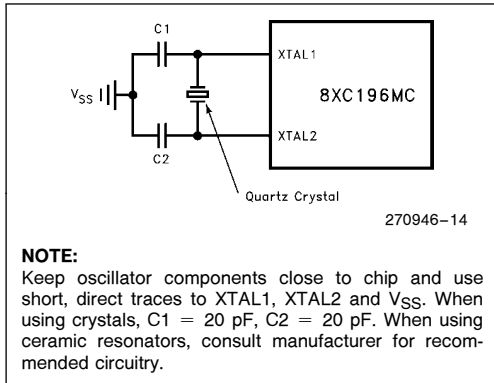 C1
XTAL1
VSS
8XC196MC
XTAL2
C2
Quartz Crystal
270946–14
NOTE:
Keep oscillator components close to chip and use
short, direct traces to XTAL1, XTAL2 and VSS. When
using crystals, C1 = 20 pF, C2 = 20 pF. When using
ceramic resonators, consult manufacturer for recom-
mended circuitry.